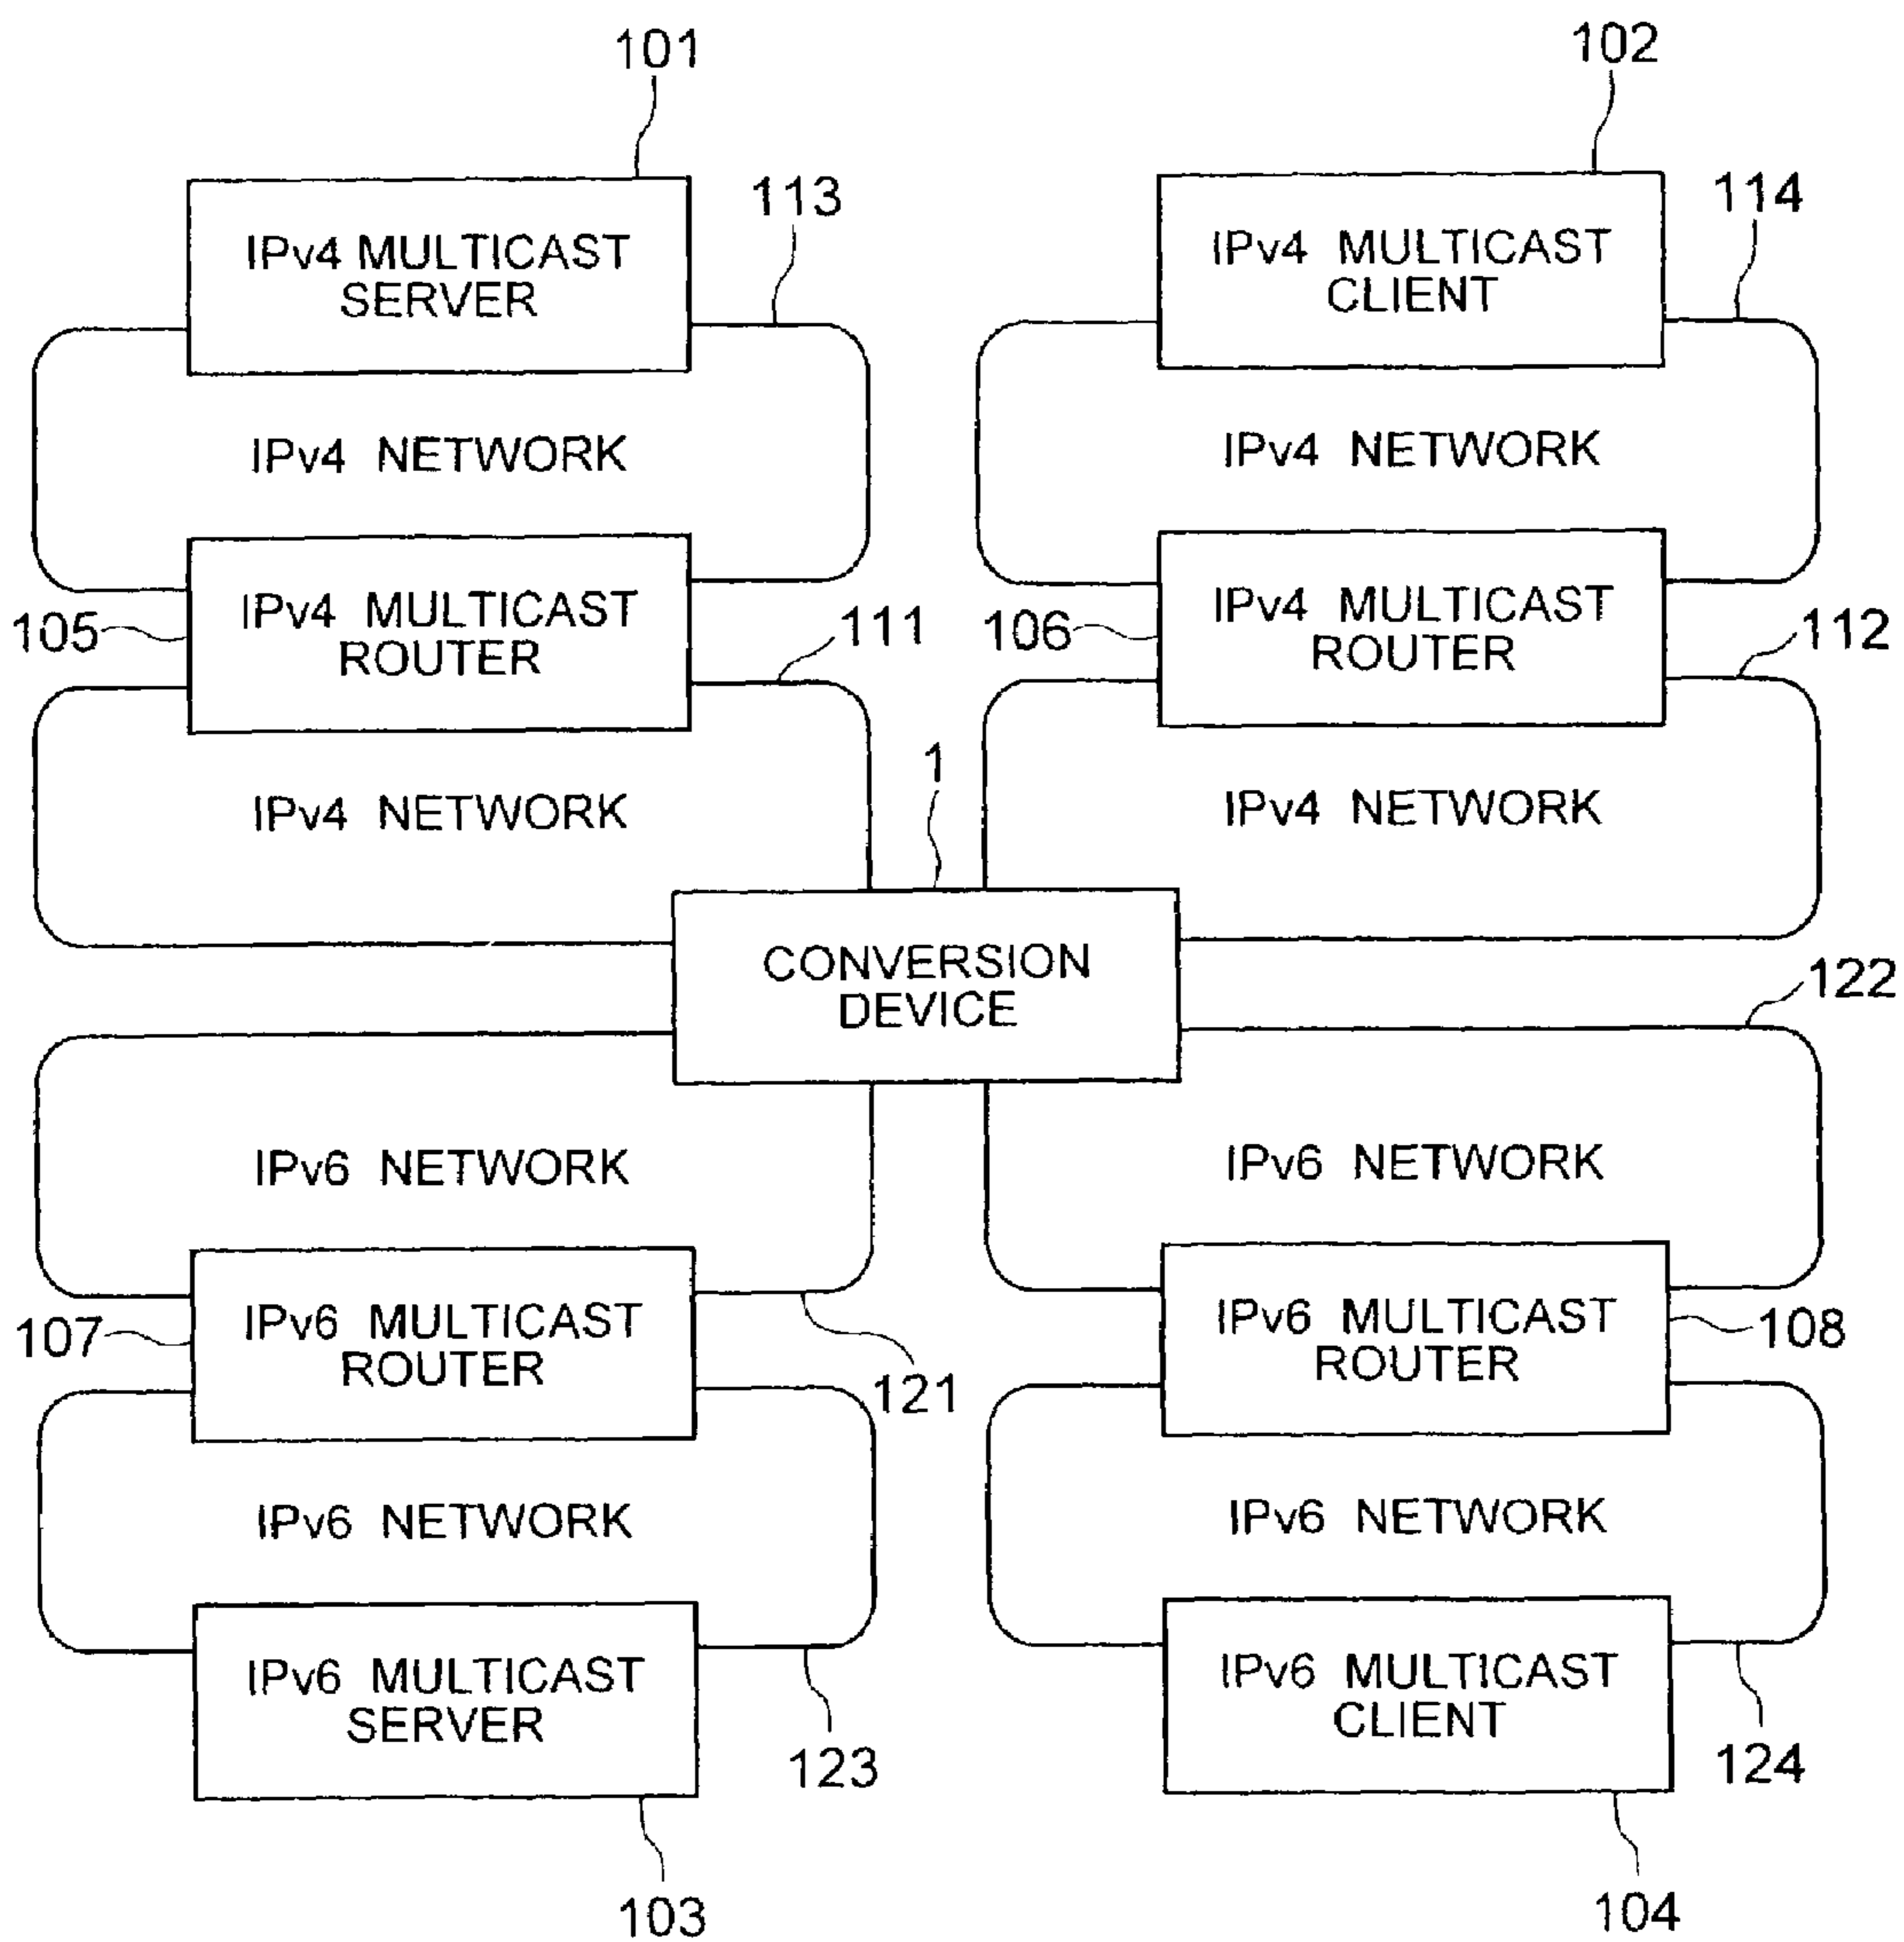 101
102
113
114
IPv4 MULTICAST
SERVER
IPv4 MULTICAST
CLIENT
IPv4 NETWORK
IPv4 NETWORK
105
IPv4 MULTICAST
ROUTER
111
106
IPv4 MULTICAST
ROUTER
112
1
IPv4 NETWORK
IPv4 NETWORK
CONVERSION
DEVICE
122
IPv6 NETWORK
IPv6 NETWORK
107
IPv6 MULTICAST
ROUTER
121
IPv6 MULTICAST
ROUTER
108
IPv6 NETWORK
IPv6 NETWORK
IPv6 MULTICAST
SERVER
IPv6 MULTICAST
CLIENT
123
124
103
104